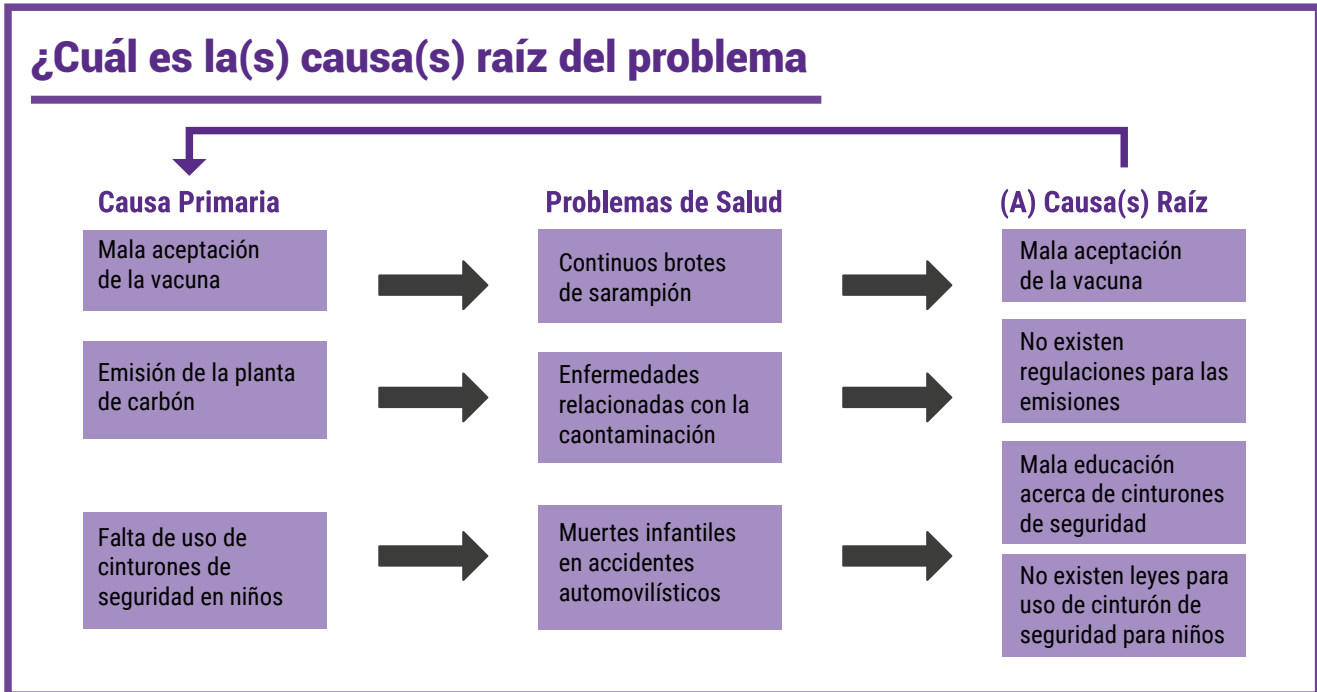 ¿Cuál es la(s) causa(s) raíz del problema
Causa Primaria
Problemas de Salud
(A) Causa(s) Raíz
Mala aceptación
de la vacuna
Continuos brotes
de sarampión
Mala aceptación
de la vacuna
Emisión de la planta
de carbón
Enfermedades
relacionadas con la
caontaminación
No existen
regulaciones para las
emisiones
Falta de uso de
cinturones de
seguridad en niños
Muertes infantiles
en accidentes
automovilísticos
Mala educación
acerca de cinturones
de seguridad
No existen leyes para
uso de cinturón de
seguridad para niños